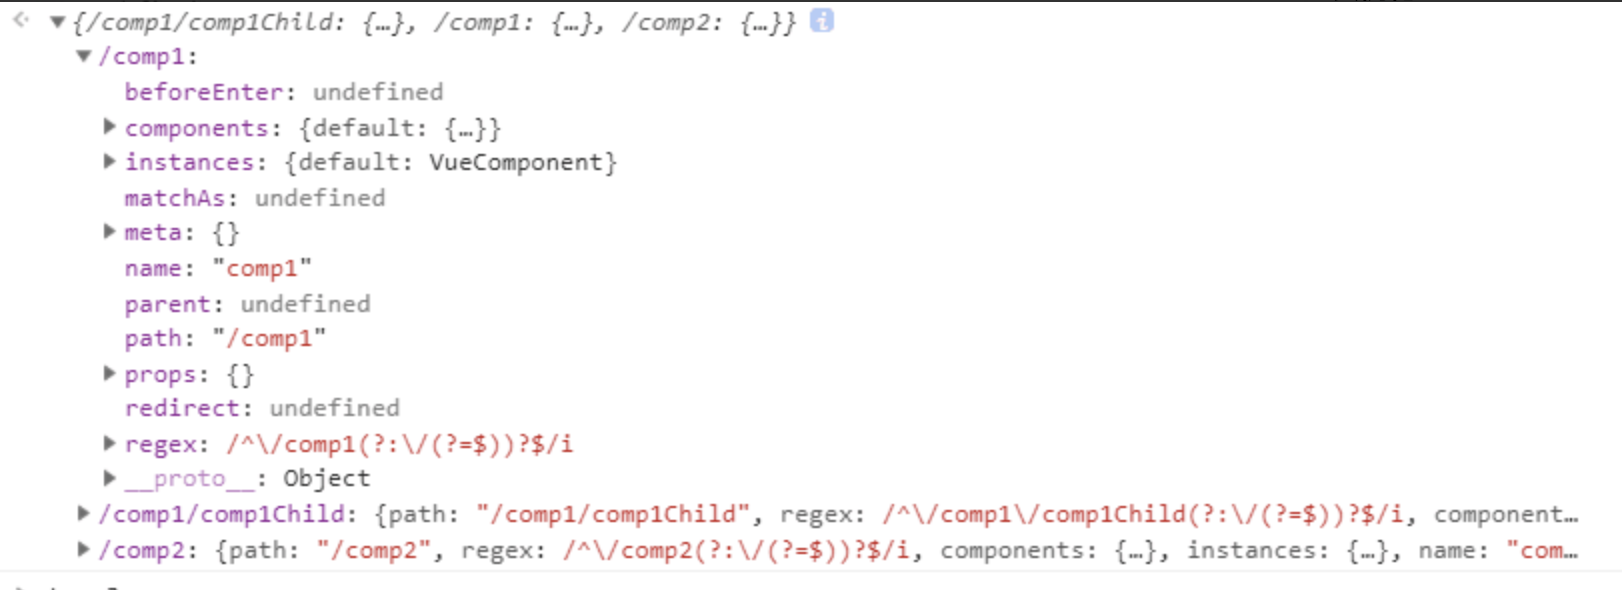 {/comp1/comp1Child: {…}, /comp1: {…}, /comp2: {…}} i
/comp1:
beforeEnter: undefined
components: {default: {…}}
instances: {default: VueComponent}
matchAs: undefined
meta: {}
name: "comp1"
parent: undefined
path: "/comp1"
props: {}
redirect: undefined
regex: /^\/comp1(?:\/(?=$))?$/i
__proto__: Object
/comp1/comp1Child: {path: "/comp1/comp1Child", regex: /^\/comp1\/comp1Child(?:\/(?=$))?$/i, component…
/comp2: {path: "/comp2", regex: /^\/comp2(?:\/(?=$))?$/i, components: {…}, instances: {…}, name: "com…